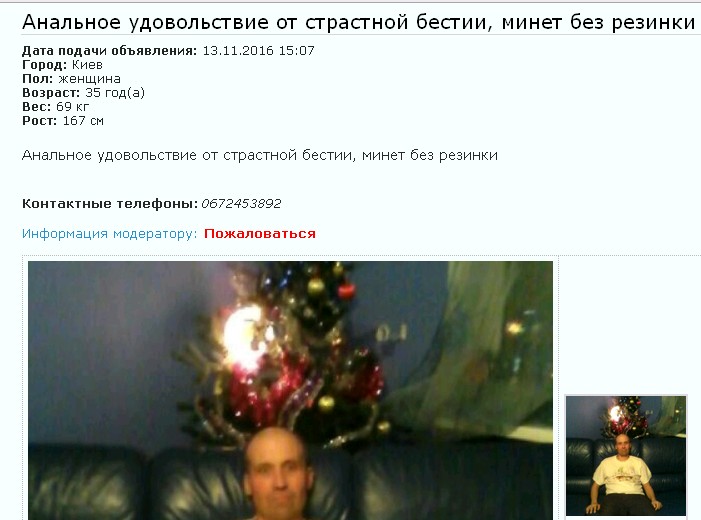 Анальное удовольствие от страстной бестии, минет без резинки
Дата подачи объявления: 13.11.2016 15:07
Город: Киев
Пол: женщина
Возраст: 35 год(а)
Вес: 69 кг
Рост: 167 см
Анальное удовольствие от страстной бестии, минет без резинки
Контактные телефоны: 0672453892
Информация модератору: Пожаловаться